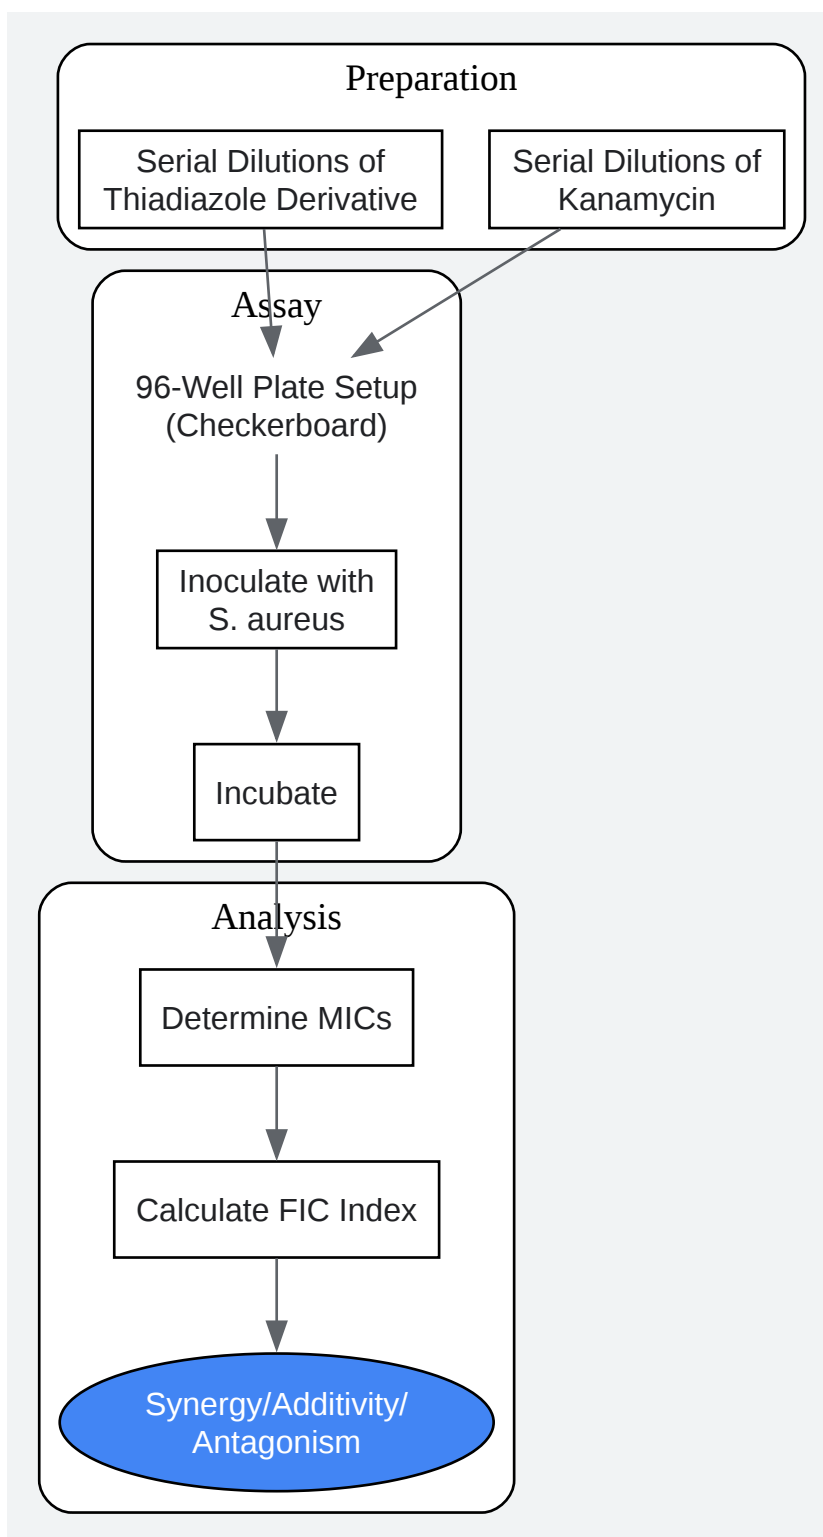 Preparation
Serial Dilutions of
Thiadiazole Derivative
Serial Dilutions of
Kanamycin
Assay
96-Well Plate Setup
(Checkerboard)
Inoculate with
S. aureus
Incubate
Analysis
Determine MICs
Calculate FIC Index
Synergy/Additivity/
Antagonism